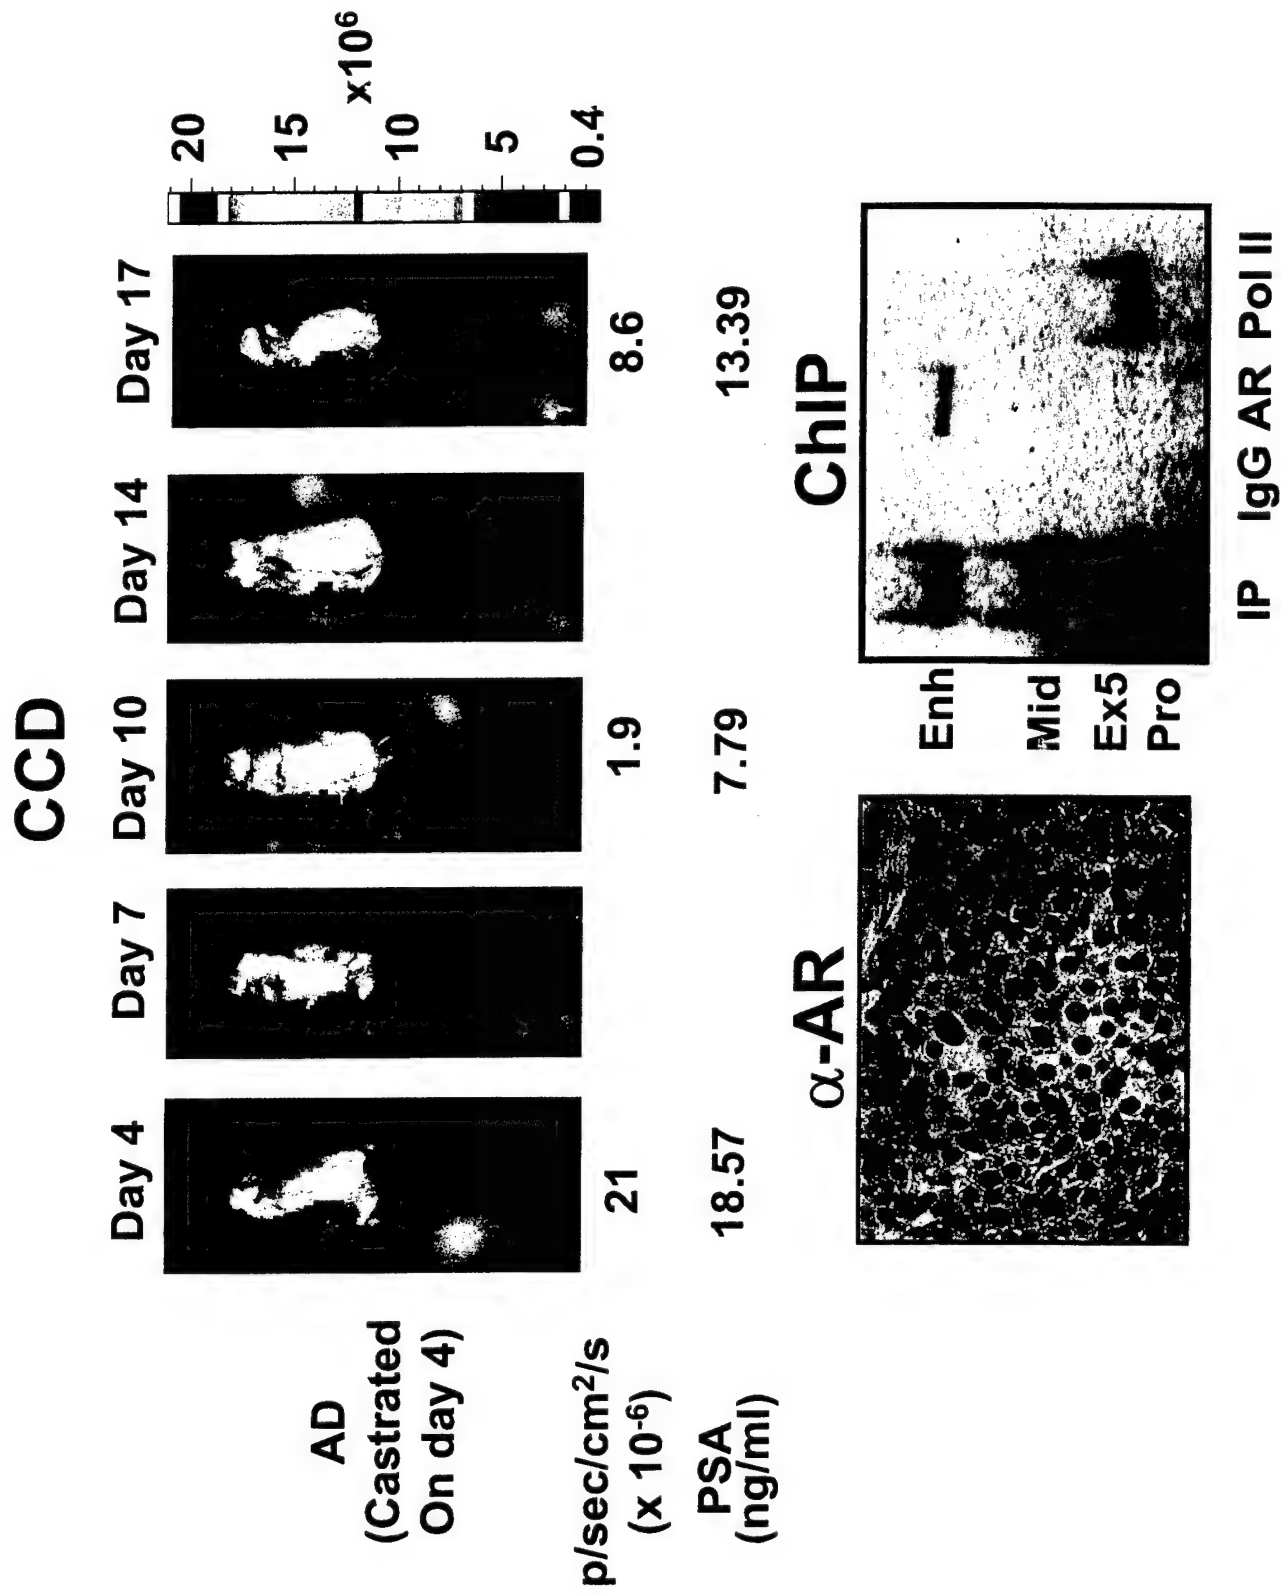 CCD
Day 4 Day 7 Day 10 Day 14 Day 17
AD
(Castrated
On day 4)
20
15
x10⁶
10
5
0.4
p/sec/cm²/s
(x 10⁻⁶)
21 1.9 8.6
PSA
(ng/ml)
18.57 7.79 13.39
α-AR
ChIP
Enh
Mid
Ex5
Pro
IP IgG AR Pol II